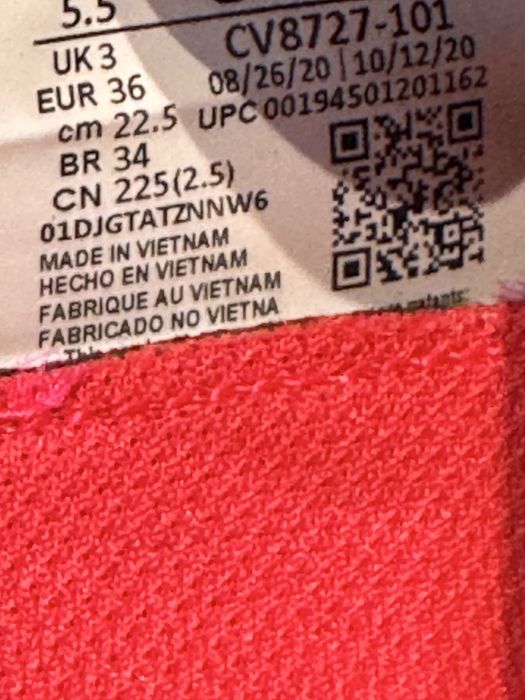 5.5
UK 3
EUR 36
cm 22.5
BR 34
CN 225(2.5)
CV8727-101
08/26/20 | 10/12/20
UPC 00194501201162
01DJGTATZNNW6
MADE IN VIETNAM
HECHO EN VIETNAM
FABRIQUE AU VIETNAM
FABRICADO NO VIETNA